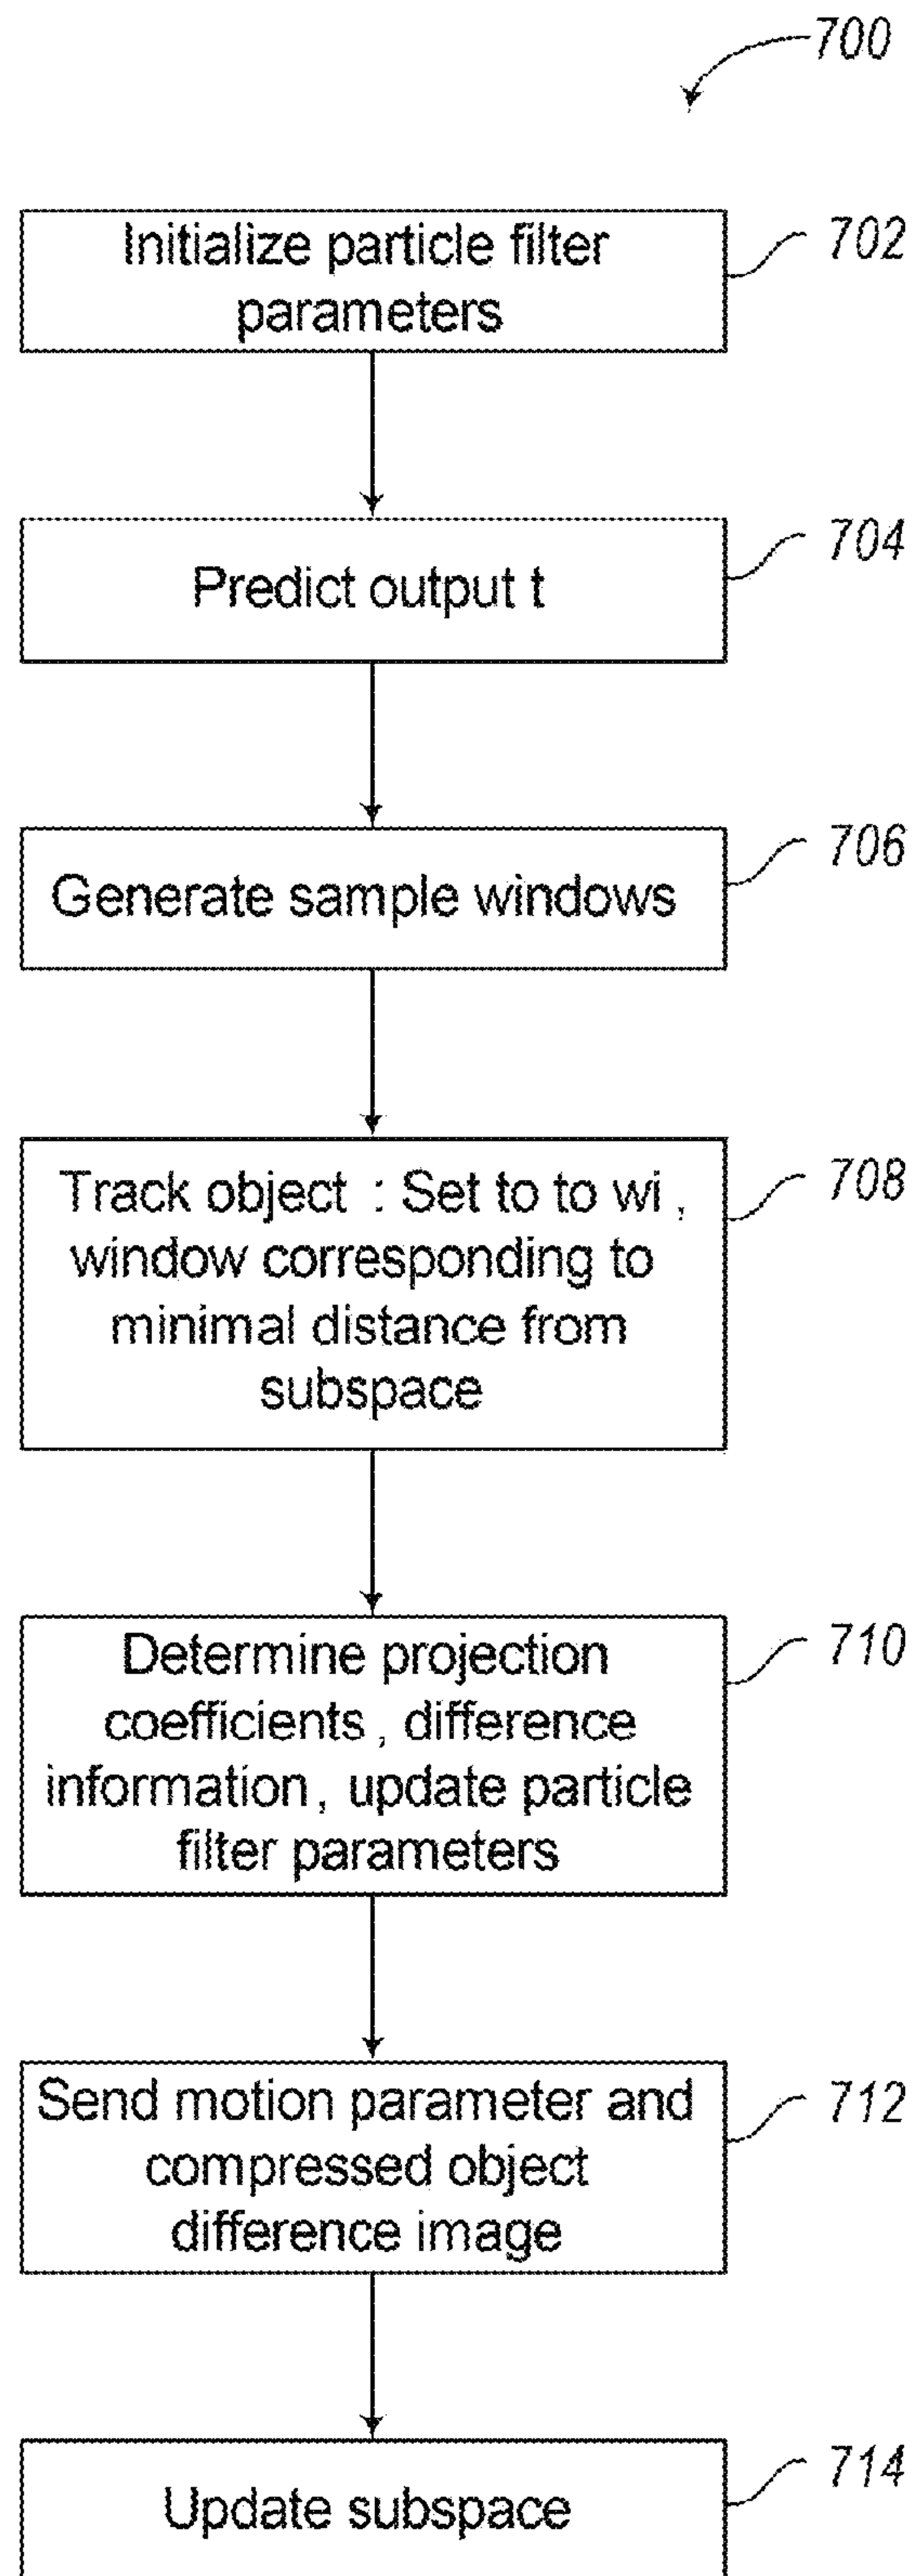 700
Initialize particle filter
parameters
702
Predict output t
704
Generate sample windows
706
Track object : Set to to wi ,
window corresponding to
minimal distance from
subspace
708
Determine projection
coefficients , difference
information, update particle
filter parameters
710
Send motion parameter and
compressed object
difference image
712
Update subspace
714